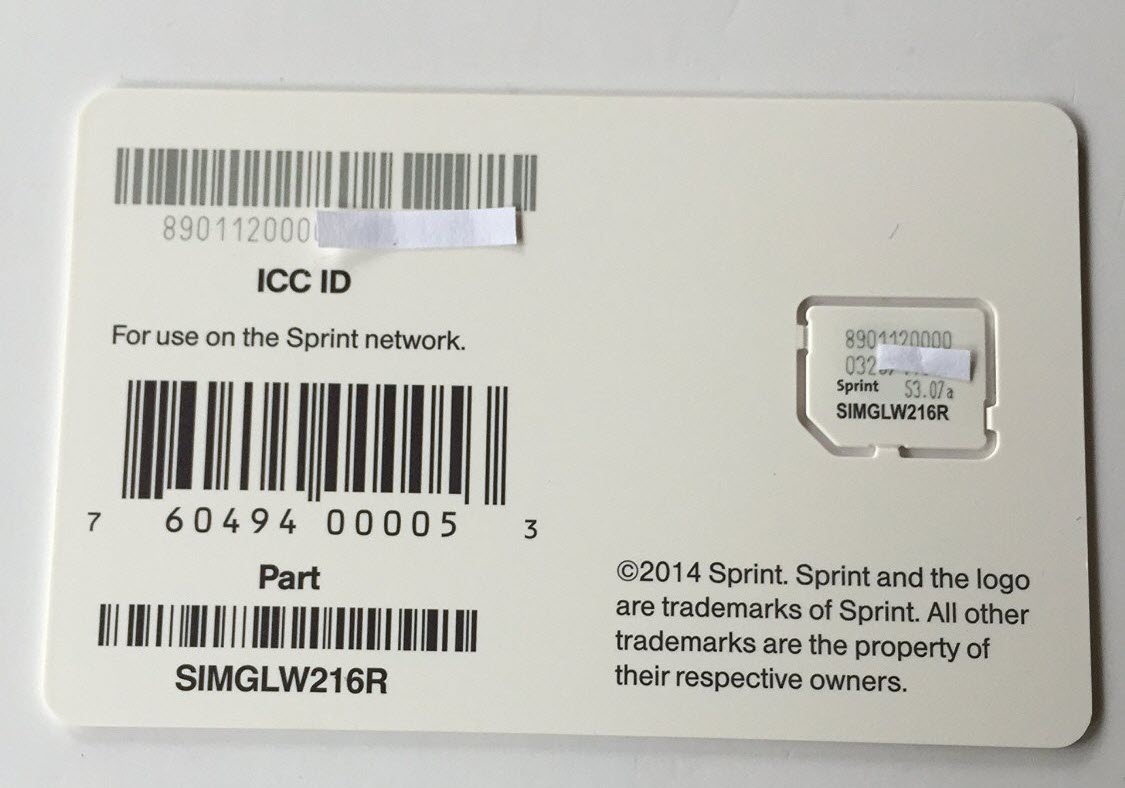 8901120000
ICC ID
For use on the Sprint network.
7 60494 00005 3
Part
SIMGLW216R
8901120000
032
Sprint S3.07a
SIMGLW216R
©2014 Sprint. Sprint and the logo
are trademarks of Sprint. All other
trademarks are the property of
their respective owners.